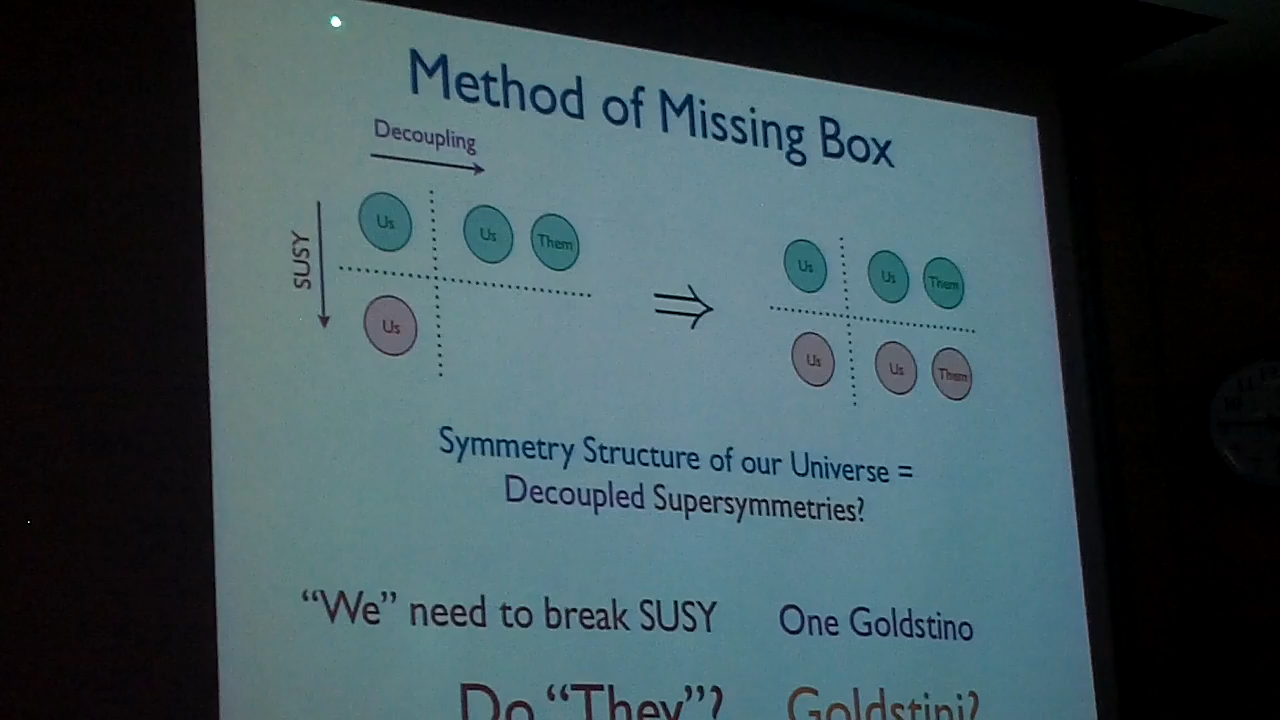 Method of Missing Box
Decoupling
SUSY
Us
Us Them
Us
⇒
Us
Us Them
Us
Us Them
Symmetry Structure of our Universe =
Decoupled Supersymmetries?
“We” need to break SUSY One Goldstino
Do “They”? Goldstini?